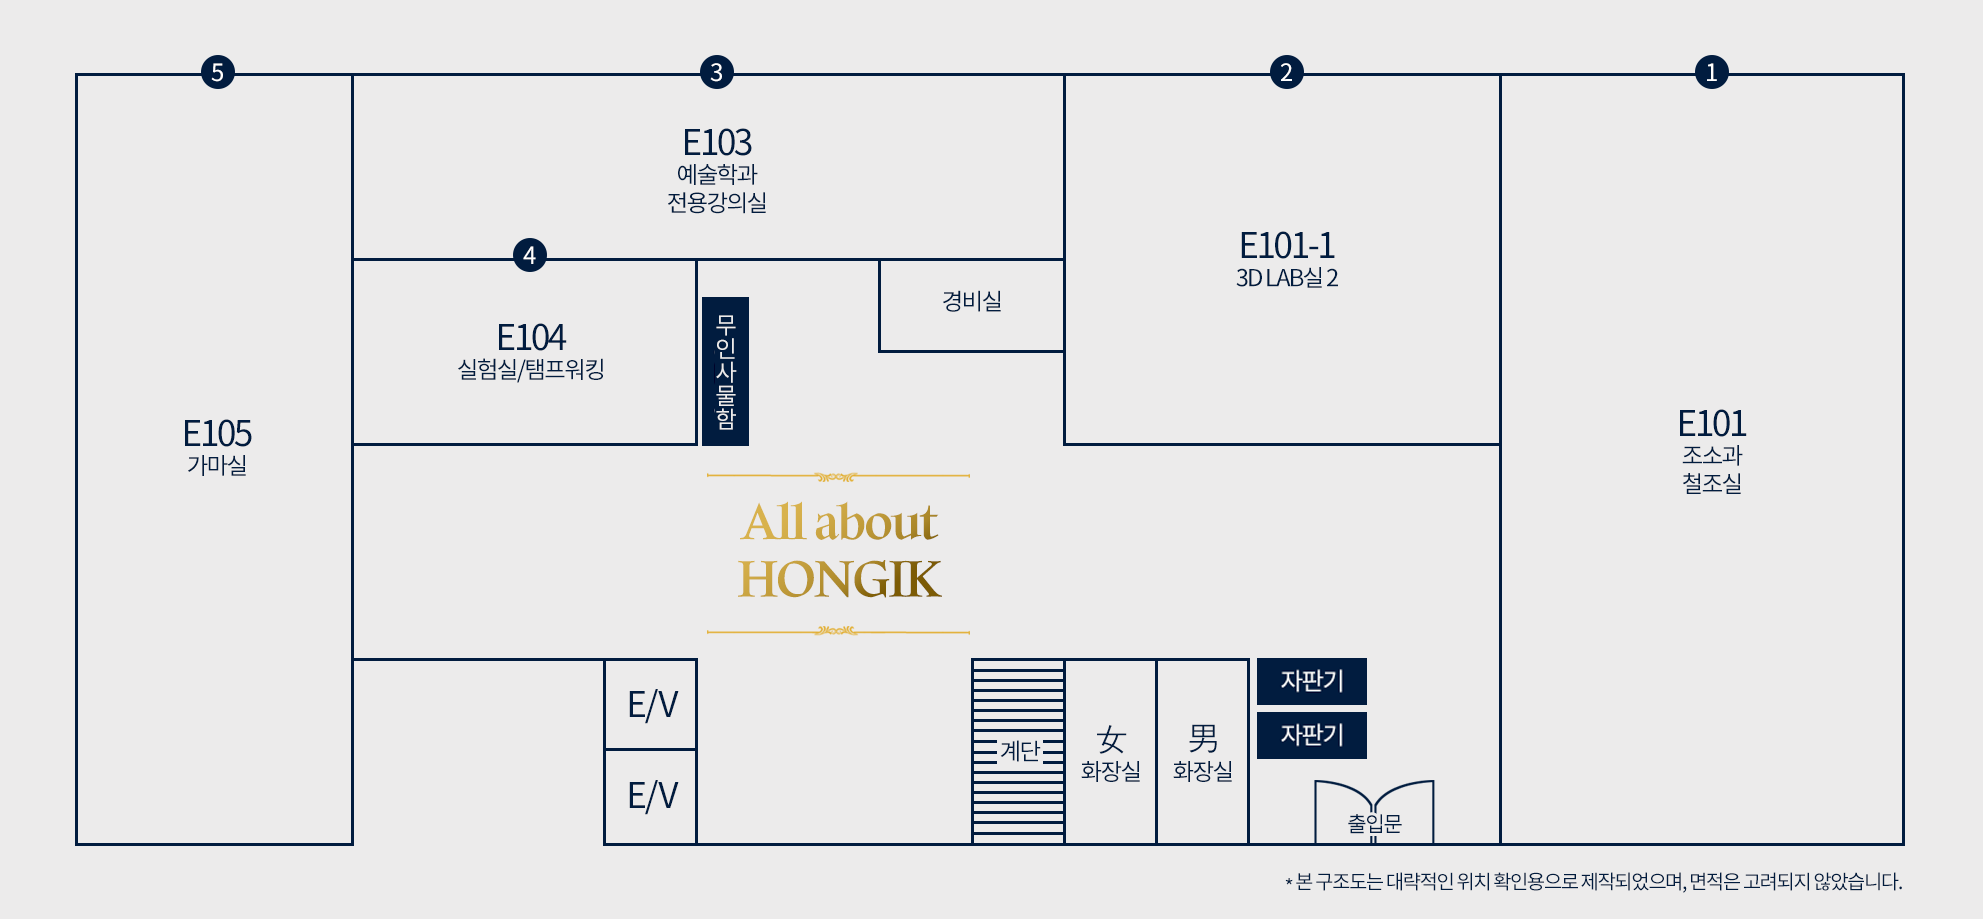 5
3
2
1
E103
예술학과
전용강의실
4
E104
실험실/탬프워킹
무인사물함
경비실
E101-1
3D LAB실 2
E105
가마실
E101
조소과
철조실
All about
HONGIK
E/V
E/V
계단
女
화장실
男
화장실
자판기
자판기
출입문
* 본 구조도는 대략적인 위치 확인용으로 제작되었으며, 면적은 고려되지 않았습니다.